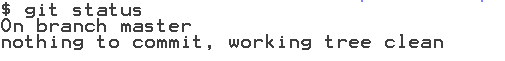 $ git status
On branch master
nothing to commit, working tree clean